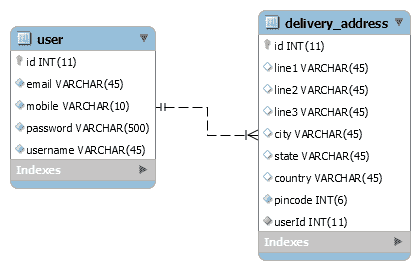 user
id INT(11)
email VARCHAR(45)
mobile VARCHAR(10)
password VARCHAR(500)
username VARCHAR(45)
Indexes
delivery_address
id INT(11)
line1 VARCHAR(45)
line2 VARCHAR(45)
line3 VARCHAR(45)
city VARCHAR(45)
state VARCHAR(45)
country VARCHAR(45)
pincode INT(6)
userId INT(11)
Indexes